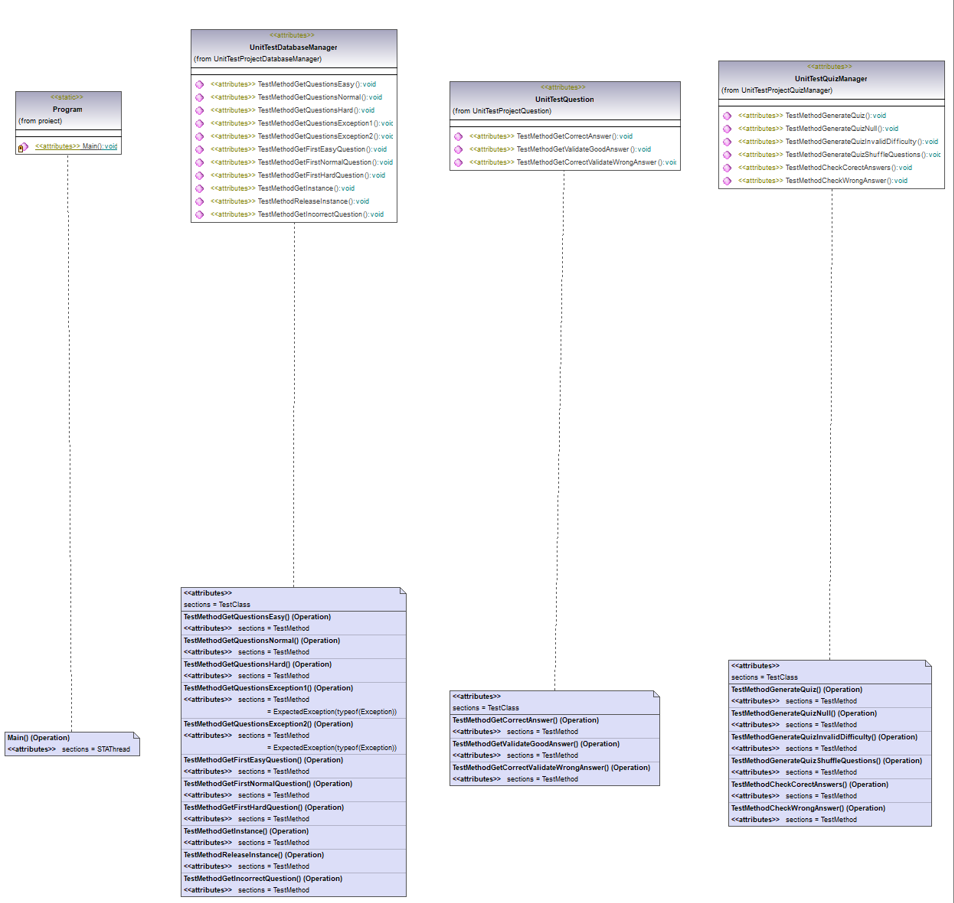 <<static>>
Program
(from proiect)
<<attributes>> Main():void
<<attributes>>
UnitTestDatabaseManager
(from UnitTestProjectDatabaseManager)
<<attributes>> TestMethodGetQuestionsEasy():void
<<attributes>> TestMethodGetQuestionsNormal():void
<<attributes>> TestMethodGetQuestionsHard():void
<<attributes>> TestMethodGetQuestionsException1():void
<<attributes>> TestMethodGetQuestionsException2():void
<<attributes>> TestMethodGetFirstEasyQuestion():void
<<attributes>> TestMethodGetFirstNormalQuestion():void
<<attributes>> TestMethodGetFirstHardQuestion():void
<<attributes>> TestMethodGetInstance():void
<<attributes>> TestMethodReleaseInstance():void
<<attributes>> TestMethodGetIncorrectQuestion():void
<<attributes>>
UnitTestQuestion
(from UnitTestProjectQuestion)
<<attributes>> TestMethodGetCorrectAnswer():void
<<attributes>> TestMethodGetValidateGoodAnswer():void
<<attributes>> TestMethodGetCorrectValidateWrongAnswer():voi
<<attributes>>
UnitTestQuizManager
(from UnitTestProjectQuizManager)
<<attributes>> TestMethodGenerateQuiz():void
<<attributes>> TestMethodGenerateQuizNull():void
<<attributes>> TestMethodGenerateQuizInvalidDifficulty():void
<<attributes>> TestMethodGenerateQuizShuffleQuestions():voic
<<attributes>> TestMethodCheckCorectAnswers():void
<<attributes>> TestMethodCheckWrongAnswer():void
Main() (Operation)
<<attributes>> sections = STAThread
<<attributes>>
sections = TestClass
TestMethodGetQuestionsEasy() (Operation)
<<attributes>> sections = TestMethod
TestMethodGetQuestionsNormal() (Operation)
<<attributes>> sections = TestMethod
TestMethodGetQuestionsHard() (Operation)
<<attributes>> sections = TestMethod
TestMethodGetQuestionsException1() (Operation)
<<attributes>> sections = TestMethod
= ExpectedException(typeof(Exception))
TestMethodGetQuestionsException2() (Operation)
<<attributes>> sections = TestMethod
= ExpectedException(typeof(Exception))
TestMethodGetFirstEasyQuestion() (Operation)
<<attributes>> sections = TestMethod
TestMethodGetFirstNormalQuestion() (Operation)
<<attributes>> sections = TestMethod
TestMethodGetFirstHardQuestion() (Operation)
<<attributes>> sections = TestMethod
TestMethodGetInstance() (Operation)
<<attributes>> sections = TestMethod
TestMethodReleaseInstance() (Operation)
<<attributes>> sections = TestMethod
TestMethodGetIncorrectQuestion() (Operation)
<<attributes>> sections = TestMethod
<<attributes>>
sections = TestClass
TestMethodGetCorrectAnswer() (Operation)
<<attributes>> sections = TestMethod
TestMethodGetValidateGoodAnswer() (Operation)
<<attributes>> sections = TestMethod
TestMethodGetCorrectValidateWrongAnswer() (Operation)
<<attributes>> sections = TestMethod
<<attributes>>
sections = TestClass
TestMethodGenerateQuiz() (Operation)
<<attributes>> sections = TestMethod
TestMethodGenerateQuizNull() (Operation)
<<attributes>> sections = TestMethod
TestMethodGenerateQuizInvalidDifficulty() (Operation)
<<attributes>> sections = TestMethod
TestMethodGenerateQuizShuffleQuestions() (Operation)
<<attributes>> sections = TestMethod
TestMethodCheckCorectAnswers() (Operation)
<<attributes>> sections = TestMethod
TestMethodCheckWrongAnswer() (Operation)
<<attributes>> sections = TestMethod